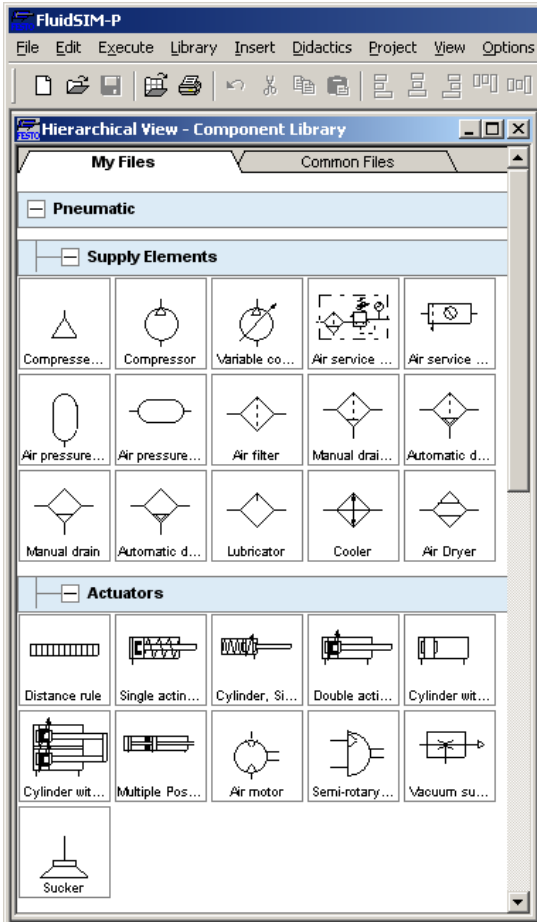 FluidSIM-P
File Edit Execute Library Insert Didactics Project View Options
FESTO Hierarchical View - Component Library
My Files Common Files
Pneumatic
Supply Elements
Compresse... Compressor Variable co... Air service ... Air service ...
Air pressure... Air pressure... Air filter Manual drai... Automatic d...
Manual drain Automatic d... Lubricator Cooler Air Dryer
Actuators
Distance rule Single actin... Cylinder, Si... Double acti... Cylinder wit...
Cylinder wit... Multiple Pos... Air motor Semi-rotary... Vacuum su...
Sucker